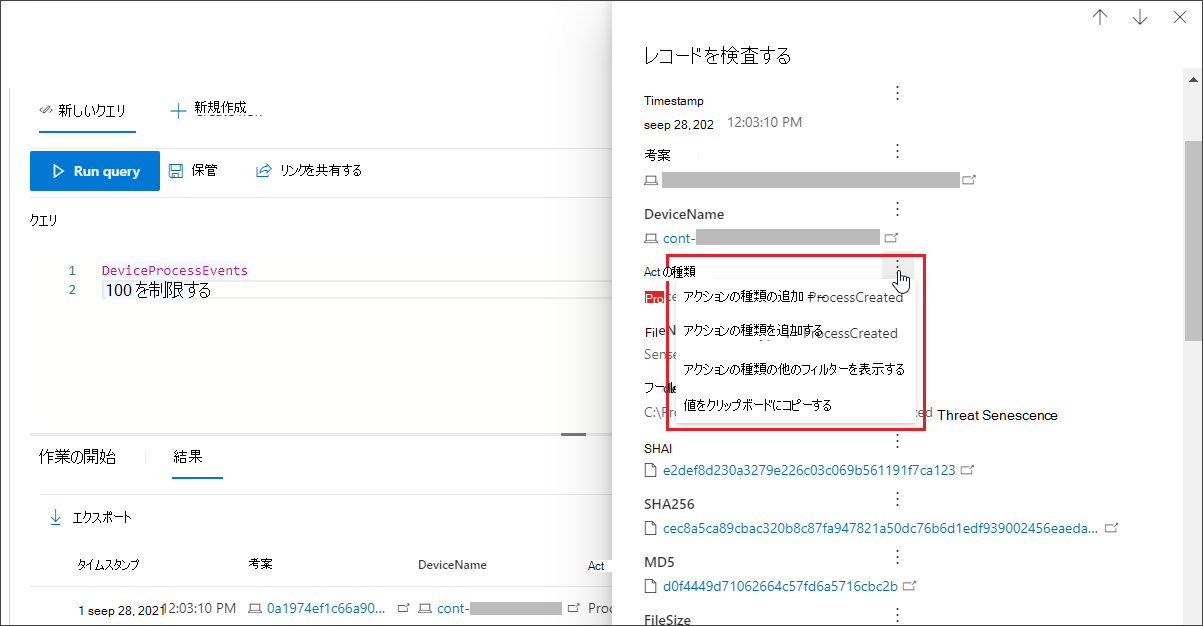 新しいクエリ
新規作成
Run query
保管
リンクを共有する
クエリ
1 DeviceProcessEvents
2 100 を制限する
作業の開始
結果
エクスポート
タイムスタンプ 考案 DeviceName Act
1 seep 28, 2021 12:03:10 PM 0a1974ef1c66a90... cont- Proc
レコードを検査する
Timestamp
seep 28, 202 12:03:10 PM
考案
DeviceName
cont-
Act の種類
Proce
アクションの種類の追加 ProcessCreated
FileN
アクションの種類を追加する ProcessCreated
Sense
アクションの種類の他のフィルターを表示する
C:\Pr
値をクリップボードにコピーする
ed Threat Senescence
SHAI
e2def8d230a3279e226c03c069b561191f7ca123
SHA256
cec8a5ca89cbac320b8c87fa947821a50dc76b6d1edf939002456eaeda...
MD5
d0f4449d71062664c57fd6a5716cbc2b
FileSize